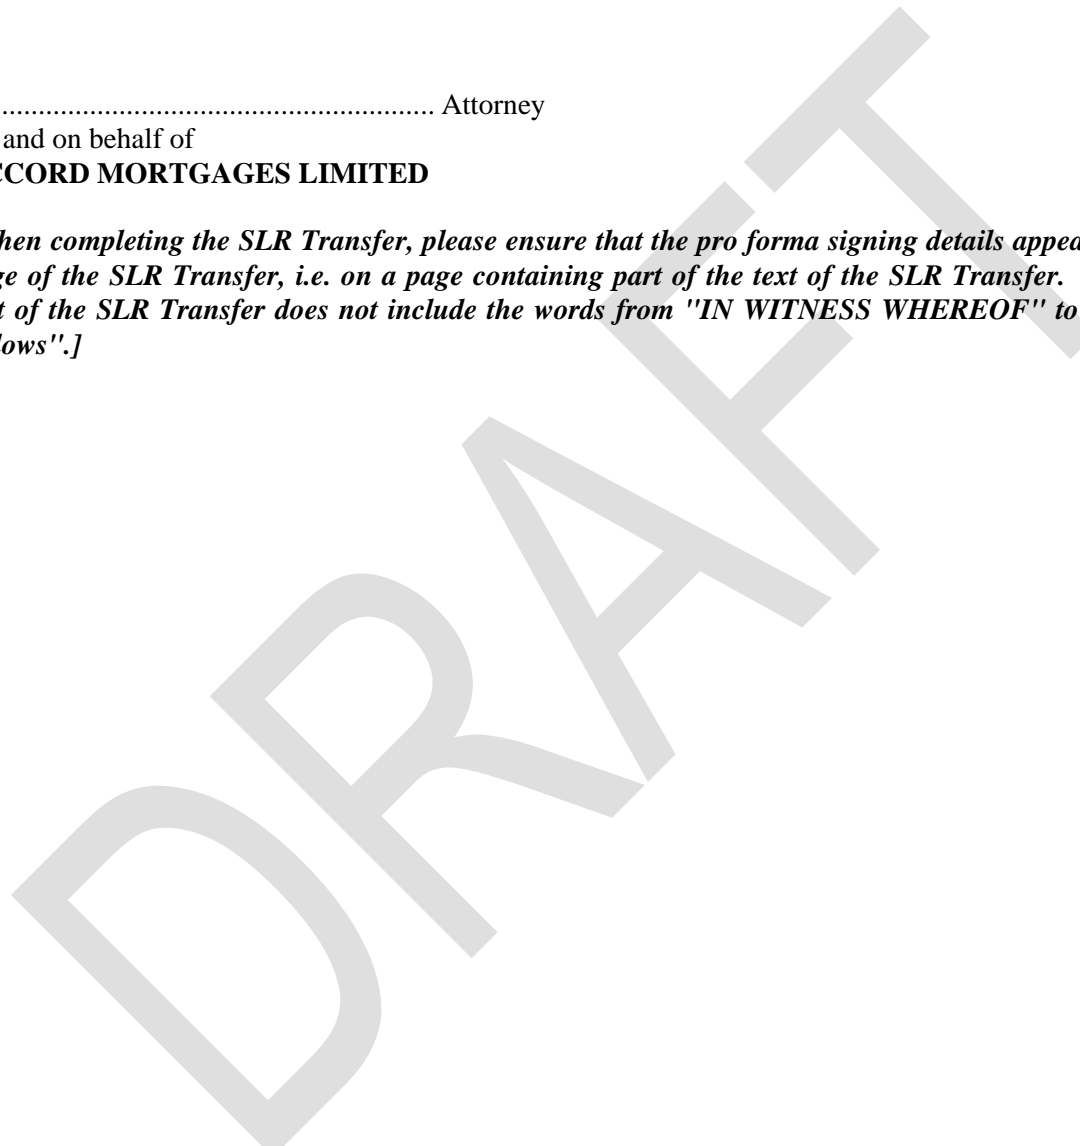 .......................................................... Attorney
and on behalf of
CCORD MORTGAGES LIMITED
hen completing the SLR Transfer, please ensure that the pro forma signing details appea
ge of the SLR Transfer, i.e. on a page containing part of the text of the SLR Transfer.
t of the SLR Transfer does not include the words from "IN WITNESS WHEREOF" to
lows".]
DRAFT